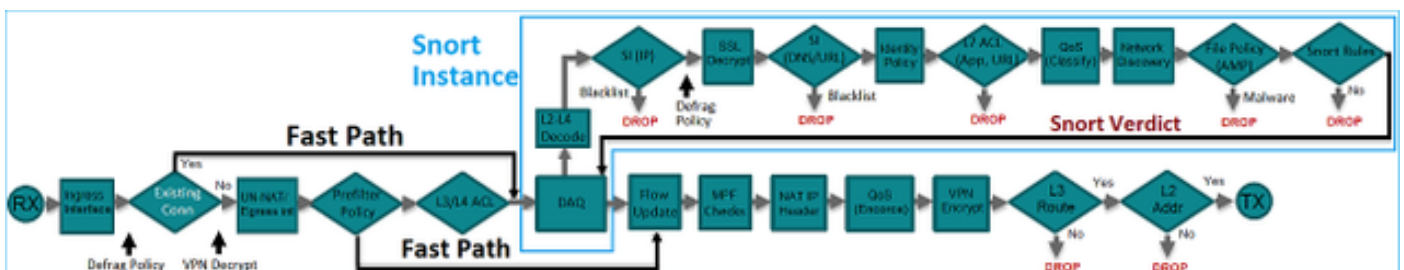 Snort
Instance
SI (IP)
SSL
Decrypt
SI
(DNS/URL)
Identity
Policy
L7 ACL
(App, URL)
QoS
(Classify)
Network
Discovery
File Policy
(AMP)
Snort Rules
Blacklist
DROP
Defrag
Policy
Blacklist
DROP
DROP
Malware
DROP
No
DROP
L2-L4
Decode
Snort Verdict
Fast Path
Yes
RX
Ingress
Interface
Existing
Conn
No
UN-NAT/
Egress int
Prefilter
Policy
L3/L4 ACL
DAQ
Flow
Update
MPF
Checks
NAT IP
Header
QoS
VPN
Encrypt
L3
Route
Yes
L2
Addr
Yes
TX
Defrag Policy
VPN Decrypt
Fast Path
No
DROP
No
DROP